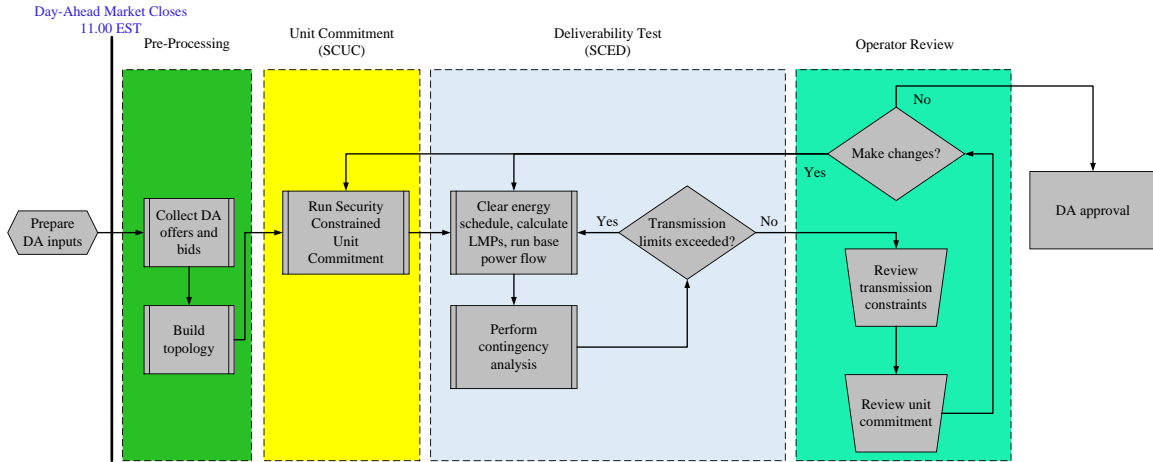 Day-Ahead Market Closes
11.00 EST
Pre-Processing
Unit Commitment
(SCUC)
Deliverability Test
(SCED)
Operator Review
No
Make changes?
Yes
Prepare
DA inputs
Collect DA
offers and
bids
Build
topology
Run Security
Constrained
Unit
Commitment
Clear energy
schedule, calculate
LMPs, run base
power flow
Perform
contingency
analysis
Yes
Transmission
limits exceeded?
No
Review
transmission
constraints
Review unit
commitment
DA approval